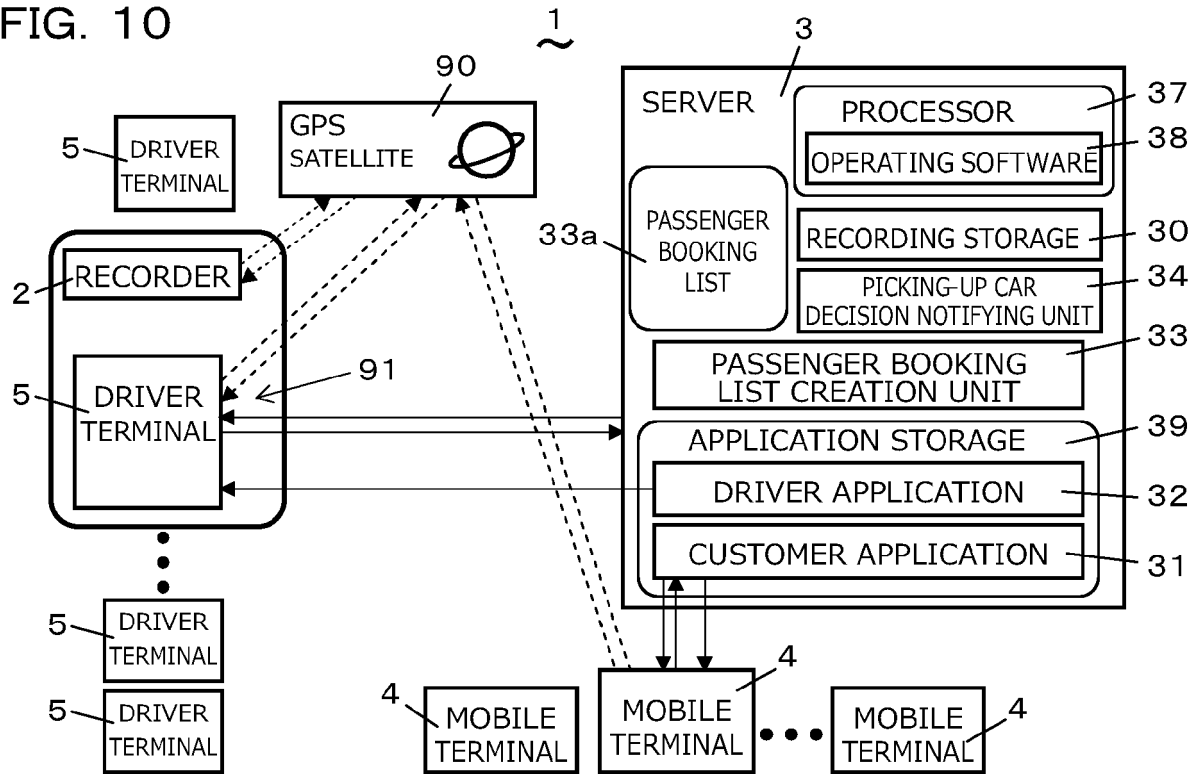 FIG. 10
1
3
90
SERVER
37
PROCESSOR
38
OPERATING SOFTWARE
GPS
SATELLITE
5
DRIVER
TERMINAL
33a
PASSENGER
BOOKING
LIST
RECORDING STORAGE
30
PICKING-UP CAR
DECISION NOTIFYING UNIT
34
2
RECORDER
PASSENGER BOOKING
LIST CREATION UNIT
33
5
DRIVER
TERMINAL
91
APPLICATION STORAGE
39
DRIVER APPLICATION
32
CUSTOMER APPLICATION
31
5
DRIVER
TERMINAL
5
DRIVER
TERMINAL
4
MOBILE
TERMINAL
4
MOBILE
TERMINAL
4
MOBILE
TERMINAL